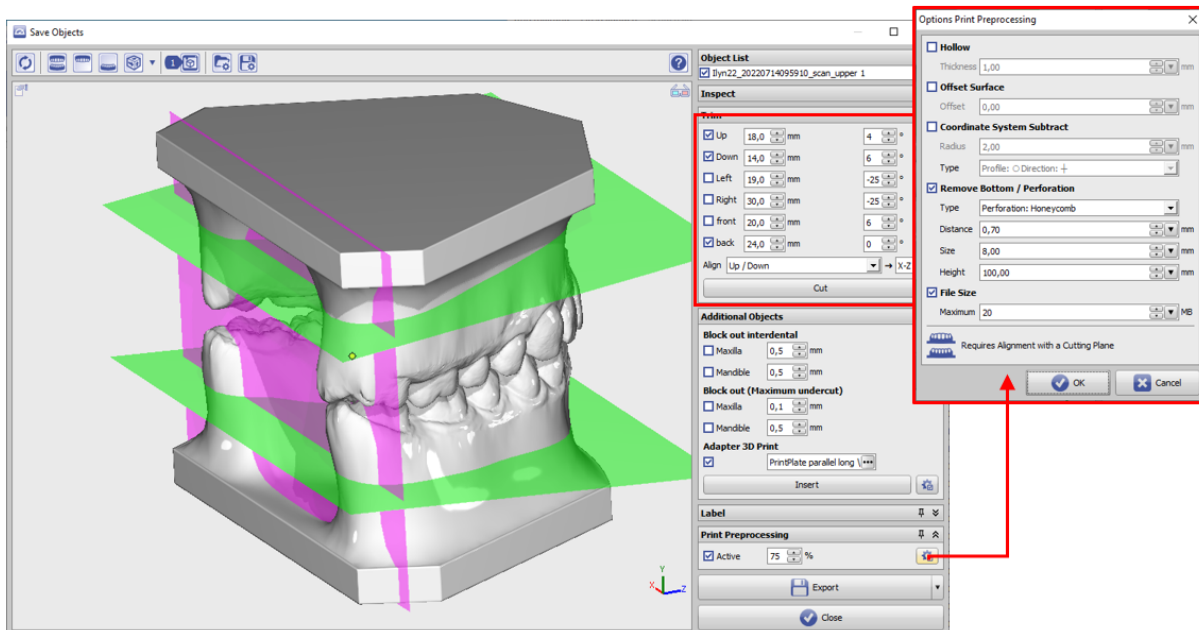 Save Objects
Object List
Ilyn22_20220714095910_scan_upper 1
Inspect
Trim
Up 18,0 mm 4 °
Down 14,0 mm 6 °
Left 19,0 mm -25 °
Right 30,0 mm -25 °
front 20,0 mm 6 °
back 24,0 mm 0 °
Align Up / Down → X-Z
Cut
Additional Objects
Block out interdental
Maxilla 0,5 mm
Mandible 0,5 mm
Block out (Maximum undercut)
Maxilla 0,1 mm
Mandible 0,5 mm
Adapter 3D Print
PrintPlate parallel long \ •••
Insert
Label
Print Preprocessing
Active 75 %
Export
Close
Y
X Z
Options Print Preprocessing
Hollow
Thickness 1,00 mm
Offset Surface
Offset 0,00 mm
Coordinate System Subtract
Radius 2,00 mm
Type Profile: Direction:
Remove Bottom / Perforation
Type Perforation: Honeycomb
Distance 0,70 mm
Size 8,00 mm
Height 100,00 mm
File Size
Maximum 20 MB
Requires Alignment with a Cutting Plane
OK Cancel